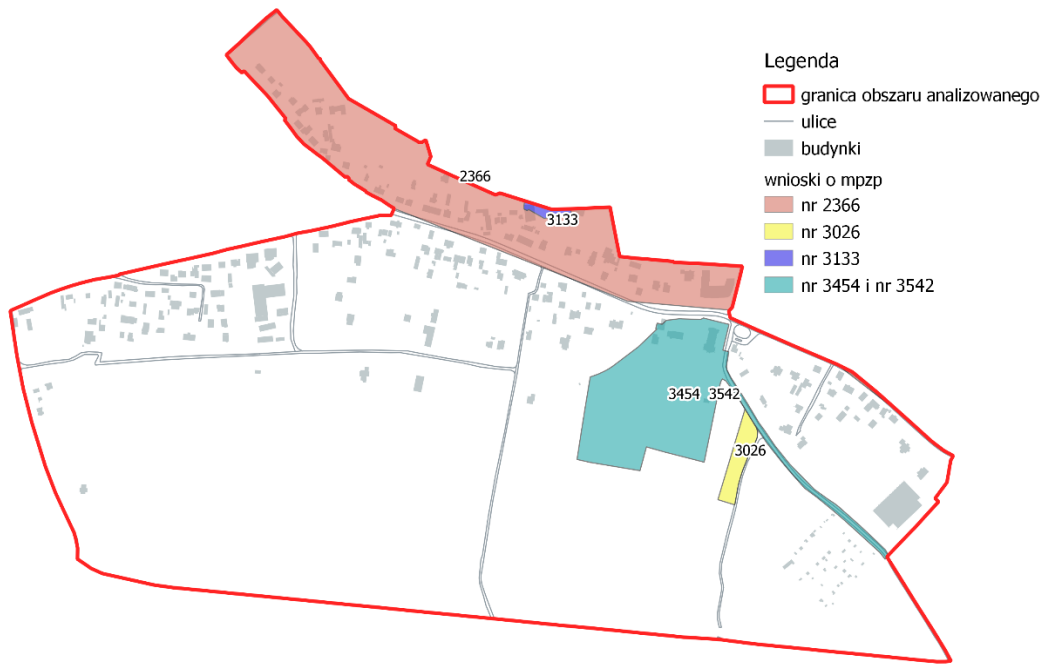 Legenda
granica obszaru analizowanego
ulice
budynki
wnioski o mpzp
nr 2366
nr 3026
nr 3133
nr 3454 i nr 3542
2366
3133
3454 3542
3026